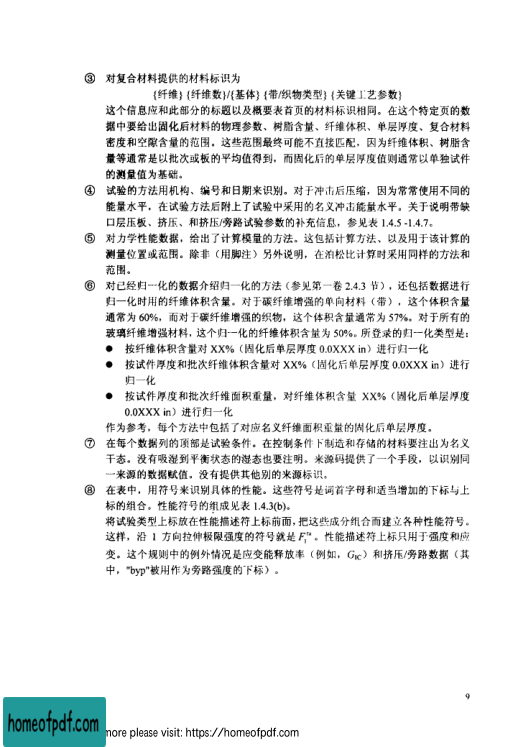 ③ 对复合材料提供的材料标识为
{纤维} {纤维数}/{基体} {带/织物类型} {关键工艺参数}
这个信息应和此部分的标题以及概要表首页的材料标识相同。在这个特定页的数
据中要给出固化后材料的物理参数、树脂含量、纤维体积、单层厚度、复合材料
密度和空隙含量的范围。这些范围最终可能不直接匹配，因为纤维体积、树脂含
量等通常是以批次或板的平均值得到，而固化后的单层厚度值则通常以单独试件
的测量值为基础。
④ 试验的方法用机构、编号和日期来识别。对于冲击后压缩，因为常常使用不同的
能量水平，在试验方法后附上了试验中采用的名义冲击能量水平。关于说明带缺
口层压板、挤压、和挤压/旁路试验参数的补充信息，参见表 1.4.5 -1.4.7。
⑤ 对力学性能数据，给出了计算模量的方法。这包括计算方法、以及用于该计算的
测量位置或范围。除非（用脚注）另外说明，在泊松比计算时采用同样的方法和
范围。
⑥ 对已经归一化的数据介绍归一化的方法（参见第一卷 2.4.3 节），还包括数据进行
归一化时用的纤维体积含量。对于碳纤维增强的单向材料（带），这个体积含量
通常为 60%，而对于碳纤维增强的织物，这个体积含量通常为 57%。对于所有的
玻璃纤维增强材料，这个归一化的纤维体积含量为 50%。所登录的归一化类型是：
● 按纤维体积含量对 XX%（固化后单层厚度 0.0XXX in）进行归一化
● 按试件厚度和批次纤维体积含量对 XX%（固化后单层厚度 0.0XXX in）进行
归一化
● 按试件厚度和批次纤维面积重量，对纤维体积含量 XX%（固化后单层厚度
0.0XXX in）进行归一化
作为参考，每个方法中包括了对应名义纤维面积重量的固化后单层厚度。
⑦ 在每个数据列的顶部是试验条件。在控制条件下制造和存储的材料要注出为名义
干态。没有吸湿到平衡状态的湿态也要注明。来源码提供了一个手段，以识别同
一来源的数据赋值。没有提供其他别的来源标识。
⑧ 在表中，用符号来识别具体的性能。这些符号是词首字母和适当增加的下标与上
标的组合。性能符号的组成见表 1.4.3(b)。
将试验类型上标放在性能描述符上标前面，把这些成分组合而建立各种性能符号。
这样，沿 1 方向拉伸极限强度的符号就是 F₁ᵗᵘ。性能描述符上标只用于强度和应
变。这个规则中的例外情况是应变能释放率（例如，G_IC）和挤压/旁路数据（其
中，"byp"被用作为旁路强度的下标）。
9
homeofpdf.com
more please visit: https://homeofpdf.com